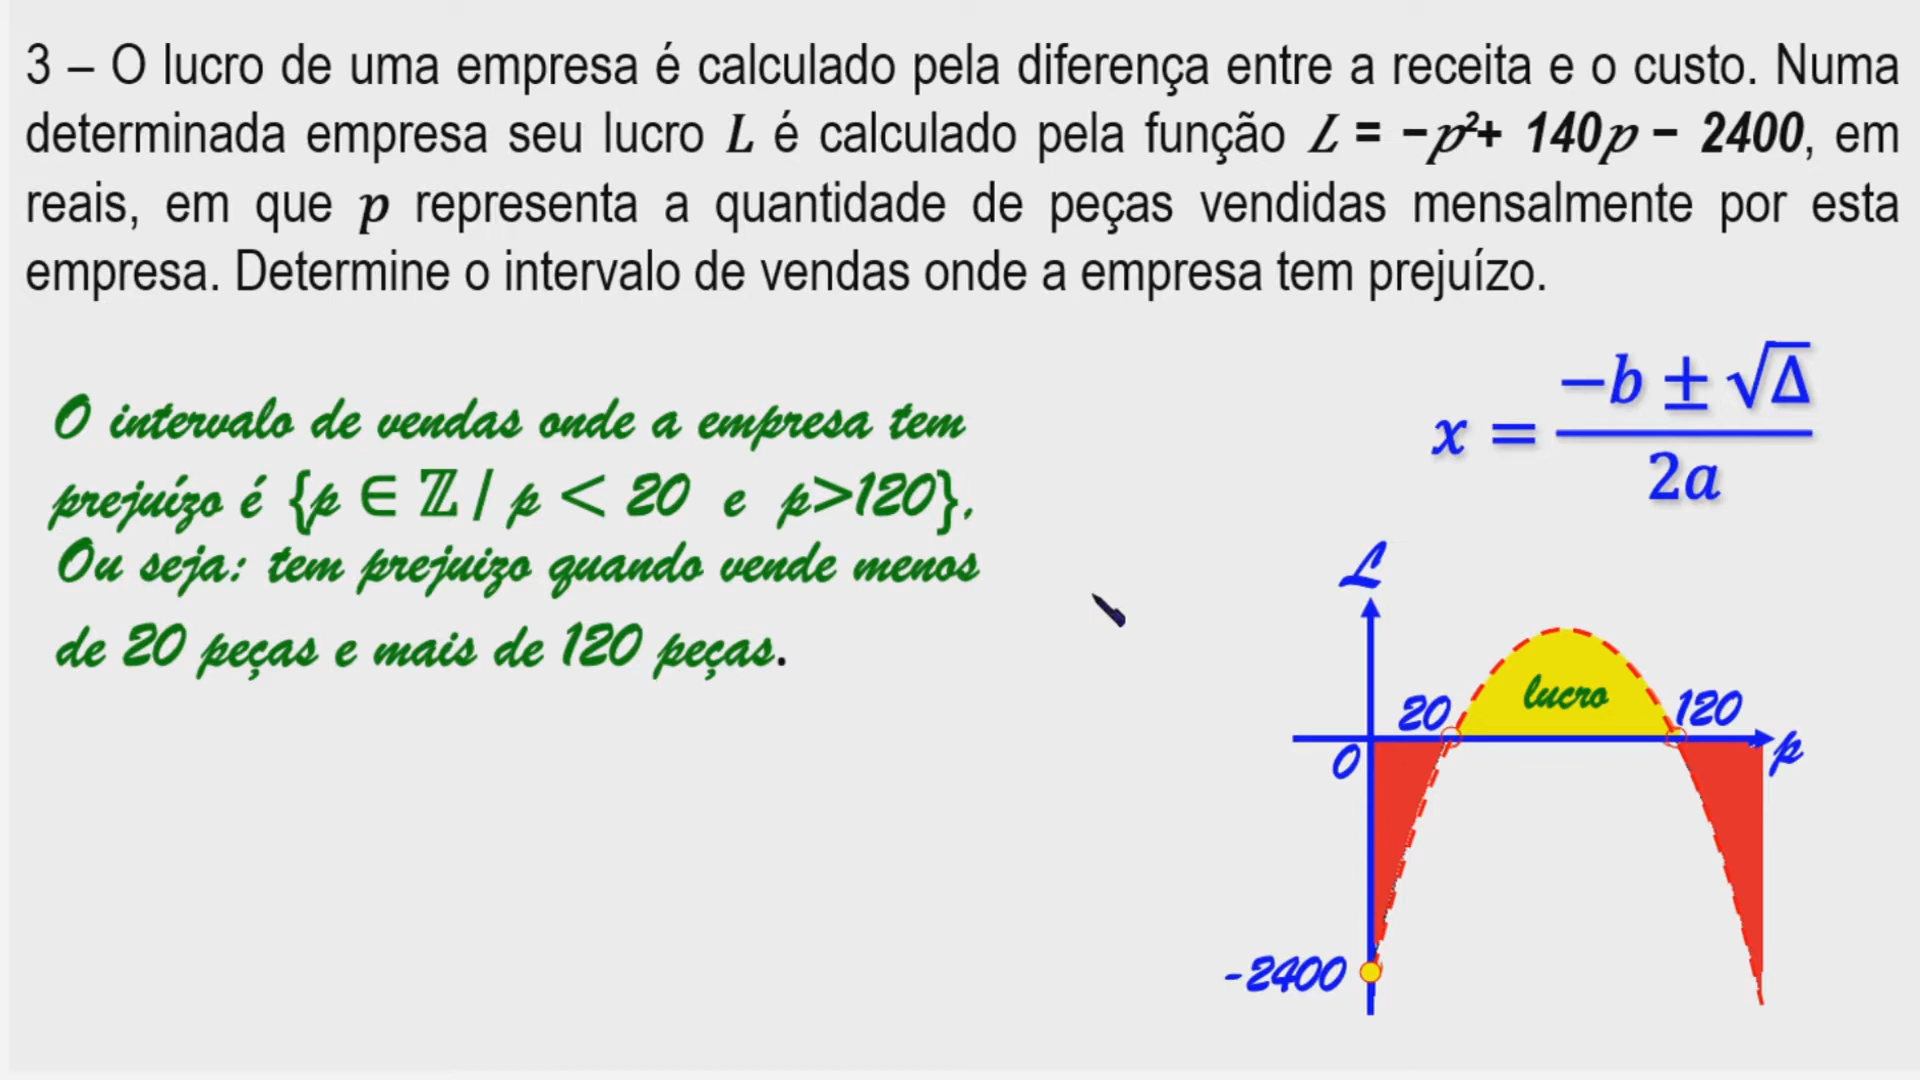 3 – O lucro de uma empresa é calculado pela diferença entre a receita e o custo. Numa
determinada empresa seu lucro L é calculado pela função L = −p²+ 140p − 2400, em
reais, em que p representa a quantidade de peças vendidas mensalmente por esta
empresa. Determine o intervalo de vendas onde a empresa tem prejuízo.
O intervalo de vendas onde a empresa tem
prejuízo é {p ∈ ℤ / p < 20 e p>120}.
Ou seja: tem prejuizo quando vende menos
de 20 peças e mais de 120 peças.
x = (−b ± √Δ) / 2a
L
lucro
20
120
0
p
-2400